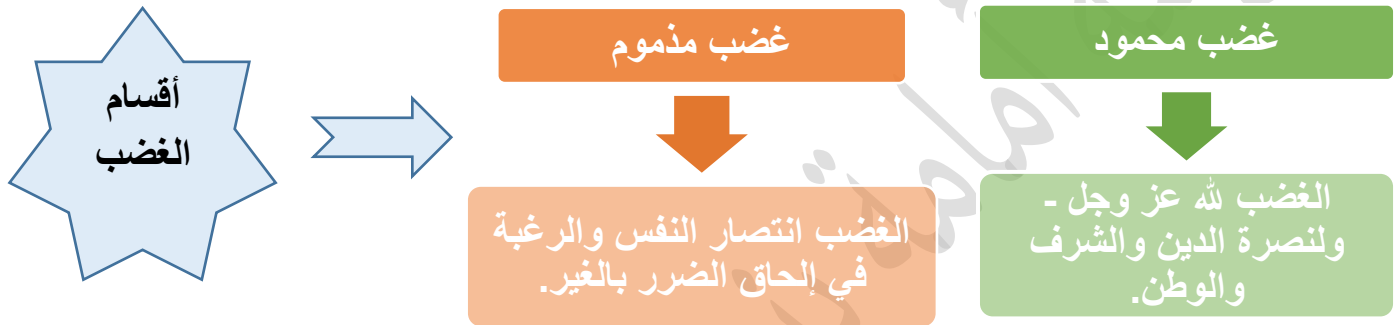 أقسام
الغضب
غضب محمود
الغضب لله عز وجل -
ولنصرة الدين والشرف
والوطن.
غضب مذموم
الغضب انتصار النفس والرغبة
في إلحاق الضرر بالغير.